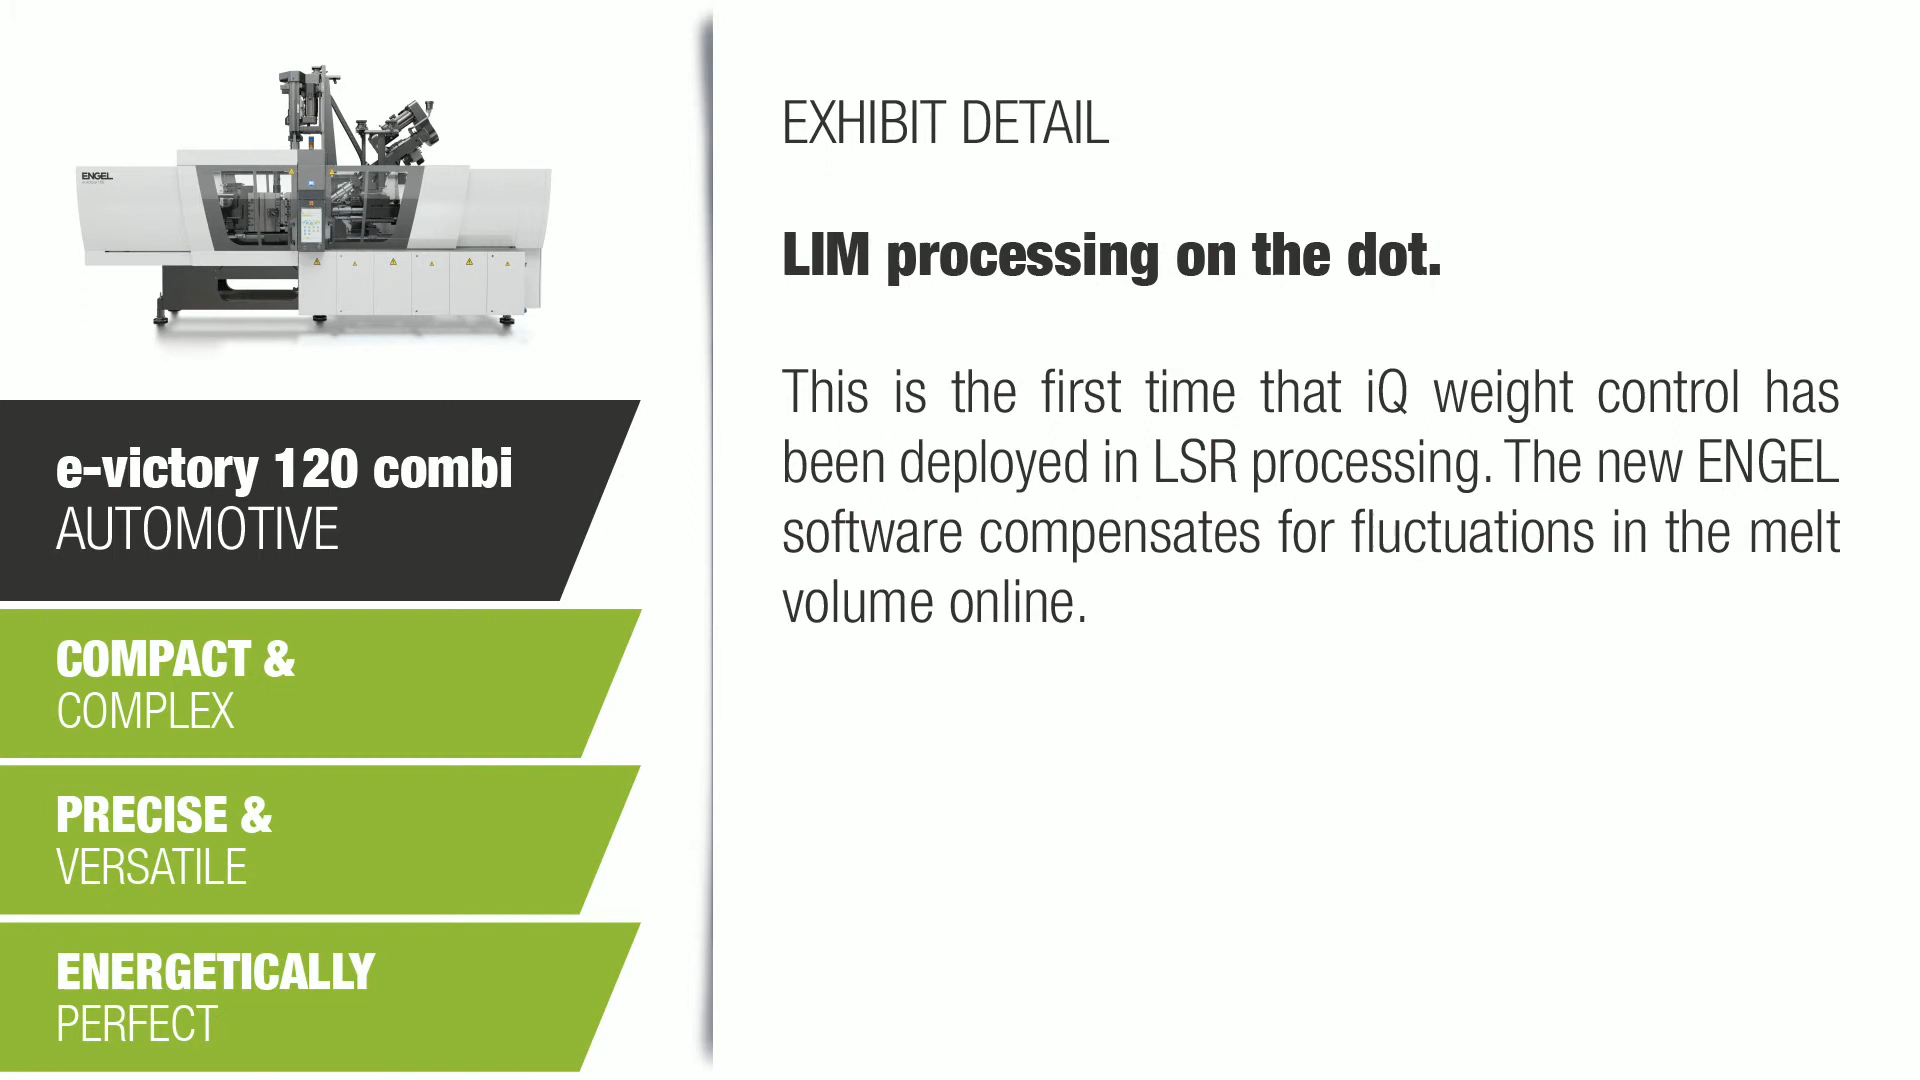 ENGEL
e-victory 120 combi
AUTOMOTIVE
COMPACT &
COMPLEX
PRECISE &
VERSATILE
ENERGETICALLY
PERFECT
EXHIBIT DETAIL
LIM processing on the dot.
This is the first time that iQ weight control has
been deployed in LSR processing. The new ENGEL
software compensates for fluctuations in the melt
volume online.